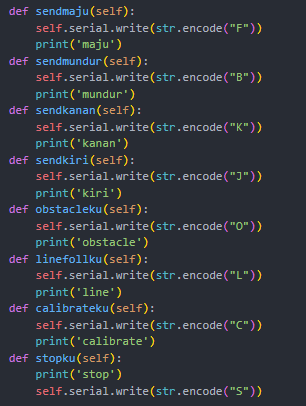 def sendmaju(self):
    self.serial.write(str.encode("F"))
    print('maju')
def sendmundur(self):
    self.serial.write(str.encode("B"))
    print('mundur')
def sendkanan(self):
    self.serial.write(str.encode("K"))
    print('kanan')
def sendkiri(self):
    self.serial.write(str.encode("J"))
    print('kiri')
def obstacleku(self):
    self.serial.write(str.encode("O"))
    print('obstacle')
def linefollku(self):
    self.serial.write(str.encode("L"))
    print('line')
def calibrateku(self):
    self.serial.write(str.encode("C"))
    print('calibrate')
def stopku(self):
    print('stop')
    self.serial.write(str.encode("S"))